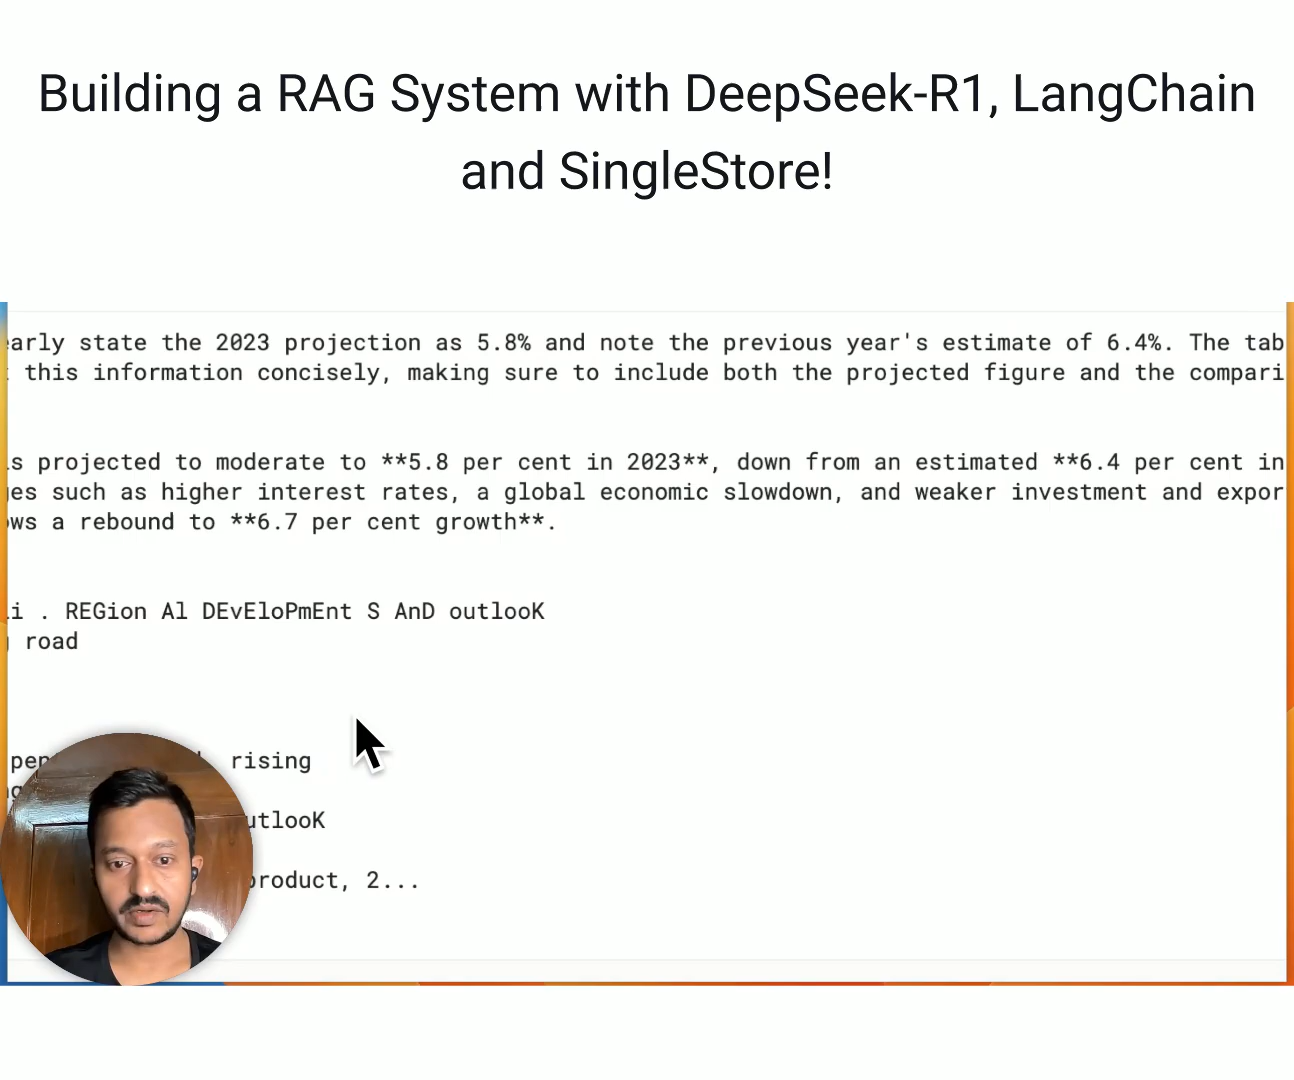 Building a RAG System with DeepSeek-R1, LangChain
and SingleStore!
early state the 2023 projection as 5.8% and note the previous year's estimate of 6.4%. The tab
this information concisely, making sure to include both the projected figure and the compari
s projected to moderate to **5.8 per cent in 2023**, down from an estimated **6.4 per cent in
es such as higher interest rates, a global economic slowdown, and weaker investment and expor
ows a rebound to **6.7 per cent growth**.
i . REGion Al DEvEloPmEnt S AnD outlooK
road
rising
utlooK
product, 2...